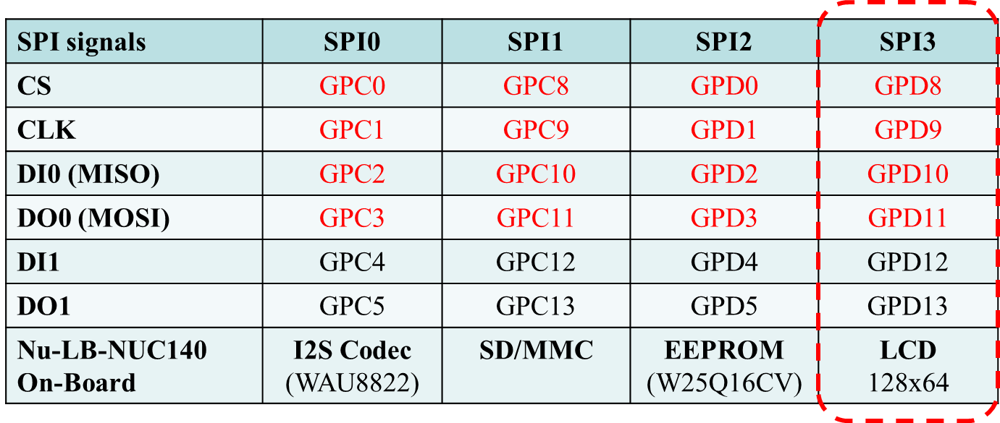 SPI signals SPI0 SPI1 SPI2 SPI3
CS GPC0 GPC8 GPD0 GPD8
CLK GPC1 GPC9 GPD1 GPD9
DI0 (MISO) GPC2 GPC10 GPD2 GPD10
DO0 (MOSI) GPC3 GPC11 GPD3 GPD11
DI1 GPC4 GPC12 GPD4 GPD12
DO1 GPC5 GPC13 GPD5 GPD13
Nu-LB-NUC140 I2S Codec SD/MMC EEPROM LCD
On-Board (WAU8822) (W25Q16CV) 128x64